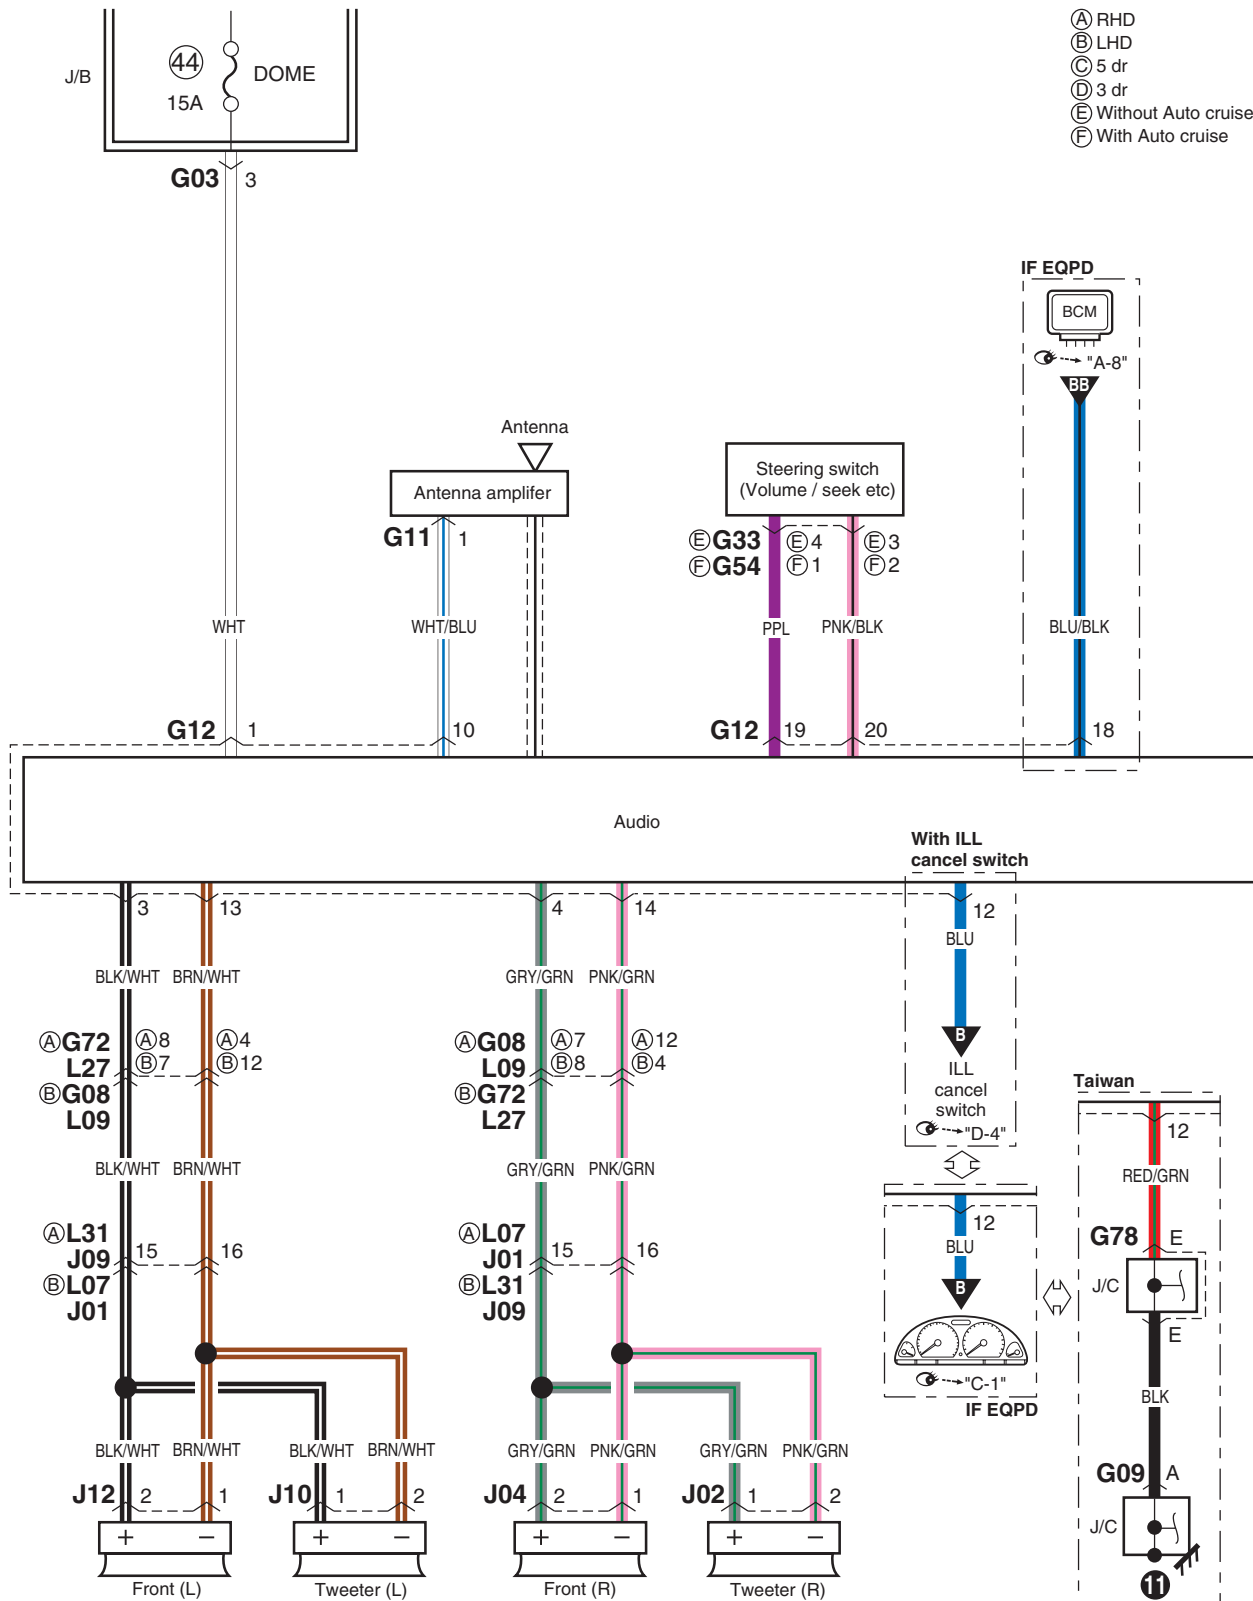 Ⓐ RHD
Ⓑ LHD
Ⓒ 5 dr
Ⓓ 3 dr
Ⓔ Without Auto cruise
Ⓕ With Auto cruise
J/B
44
15A
DOME
G03 3
IF EQPD
BCM
"A-8"
BB
Antenna
Antenna amplifer
Steering switch
(Volume / seek etc)
G11 1
ⒺG33 Ⓔ4 Ⓔ3
ⒻG54 Ⓕ1 Ⓕ2
WHT WHT/BLU PPL PNK/BLK BLU/BLK
G12 1 10 G12 19 20 18
Audio
With ILL
cancel switch
3 13 4 14 12
BLU
BLK/WHT BRN/WHT GRY/GRN PNK/GRN
ⒶG72 Ⓐ8 Ⓐ4 ⒶG08 Ⓐ7 Ⓐ12
L27 Ⓑ7 Ⓑ12 L09 Ⓑ8 Ⓑ4
ⒷG08 ⒷG72
L09 L27
B
ILL
cancel
switch
"D-4"
Taiwan
12
RED/GRN
BLK/WHT BRN/WHT GRY/GRN PNK/GRN
ⒶL31 ⒶL07
J09 15 16 J01 15 16
ⒷL07 ⒷL31
J01 J09
12
BLU
B
"C-1"
IF EQPD
G78 E
J/C
E
BLK
BLK/WHT BRN/WHT BLK/WHT BRN/WHT GRY/GRN PNK/GRN GRY/GRN PNK/GRN
G09 A
J12 2 1 J10 1 2 J04 2 1 J02 1 2
J/C
+ − + − + − + −
Front (L) Tweeter (L) Front (R) Tweeter (R)
11